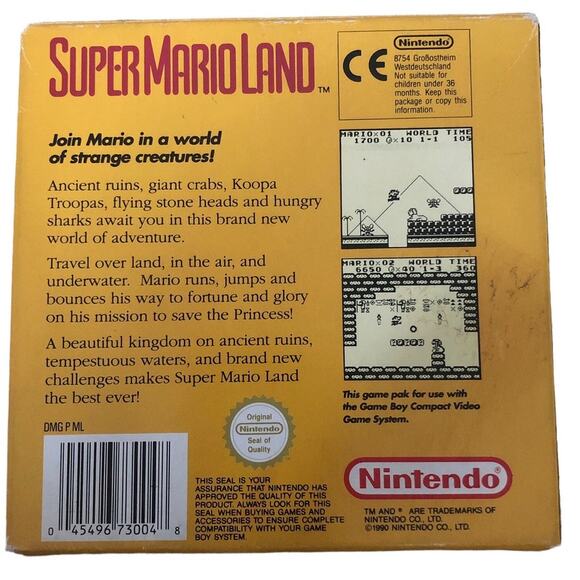 SUPER MARIO LAND™
Nintendo
CE
8754 Großostheim
Westdeutschland
Not suitable for
children under 36
months. Keep this
package or copy this
information.
Join Mario in a world
of strange creatures!
Ancient ruins, giant crabs, Koopa
Troopas, flying stone heads and hungry
sharks await you in this brand new
world of adventure.
Travel over land, in the air, and
underwater. Mario runs, jumps and
bounces his way to fortune and glory
on his mission to save the Princess!
A beautiful kingdom on ancient ruins,
tempestuous waters, and brand new
challenges makes Super Mario Land
the best ever!
MARIO×01 WORLD TIME
1700 ×10 1-1 105
MARIO×02 WORLD TIME
6650 ×40 1-3 360
This game pak for use with
the Game Boy Compact Video
Game System.
DMG P ML
0 45496 73004 8
Original
Nintendo
Seal of
Quality
THIS SEAL IS YOUR
ASSURANCE THAT NINTENDO HAS
APPROVED THE QUALITY OF THIS
PRODUCT. ALWAYS LOOK FOR THIS
SEAL WHEN BUYING GAMES AND
ACCESSORIES TO ENSURE COMPLETE
COMPATIBILITY WITH YOUR GAME
BOY SYSTEM.
Nintendo®
TM AND ® ARE TRADEMARKS OF
NINTENDO CO., LTD.
©1990 NINTENDO CO., LTD.